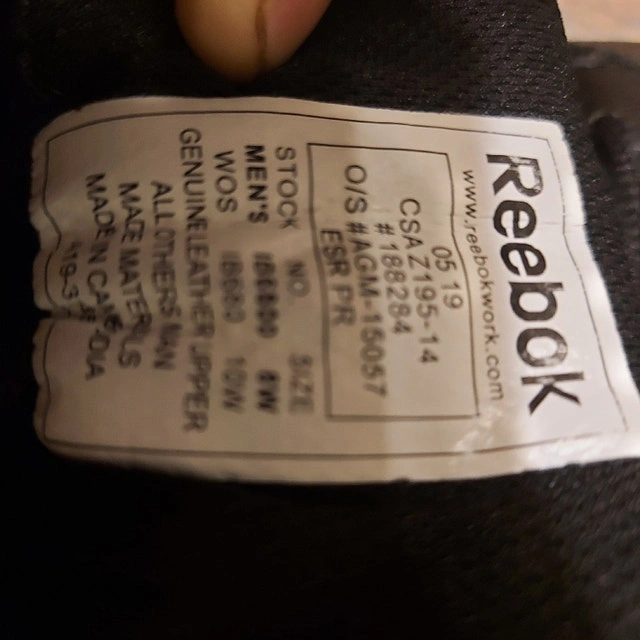 Reebok
www.reebokwork.com
05 19
CSAZ195-14
#188284
O/S #AGM-15057
ESR PR
STOCK NO. SIZE
MEN'S
WOS 10W
GENUINE LEATHER UPPER
ALL OTHERS MAN
MADE MATERIALS
MADE IN CANADA